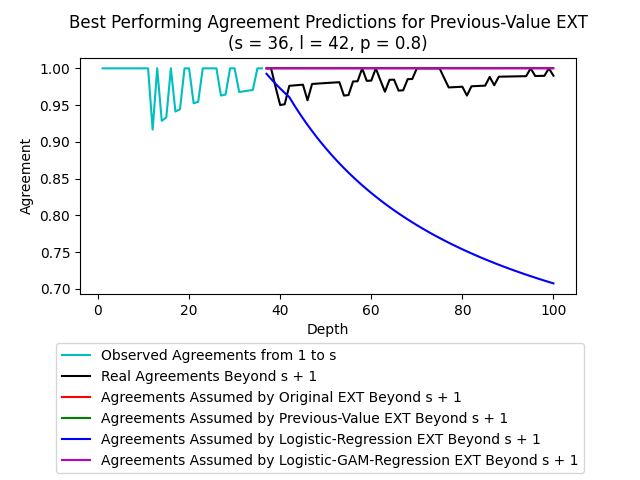 Best Performing Agreement Predictions for Previous-Value EXT
(s = 36, l = 42, p = 0.8)
1.00
0.95
0.90
0.85
0.80
0.75
0.70
Agreement
0 20 40 60 80 100
Depth
Observed Agreements from 1 to s
Real Agreements Beyond s + 1
Agreements Assumed by Original EXT Beyond s + 1
Agreements Assumed by Previous-Value EXT Beyond s + 1
Agreements Assumed by Logistic-Regression EXT Beyond s + 1
Agreements Assumed by Logistic-GAM-Regression EXT Beyond s + 1